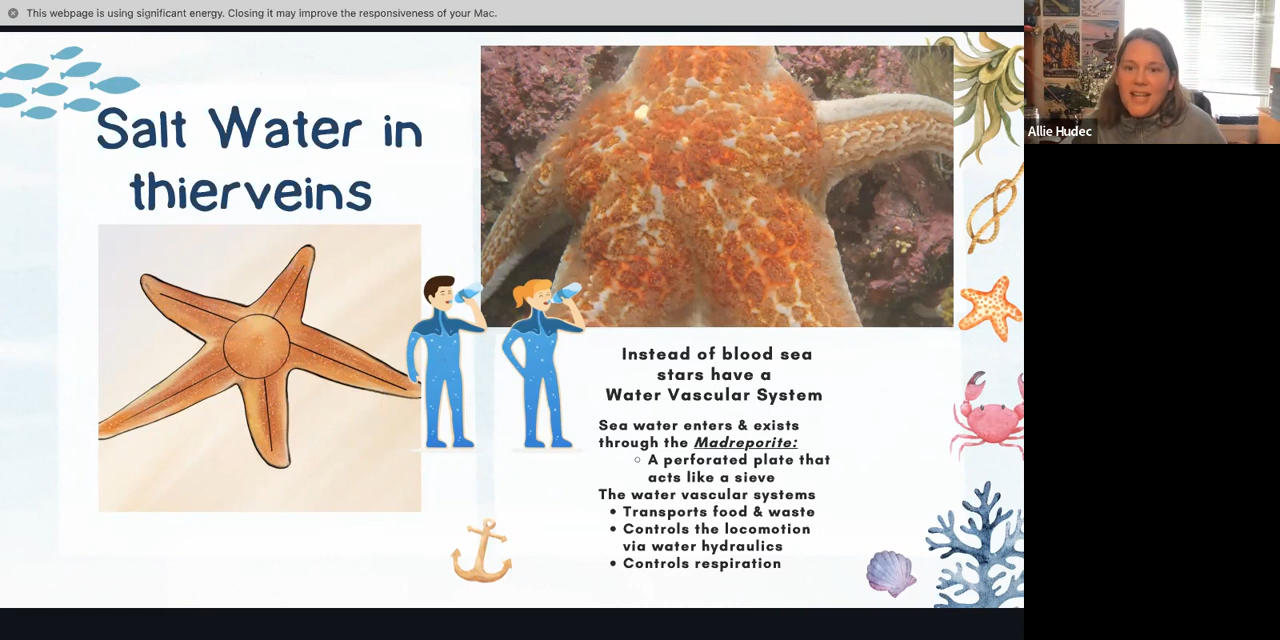 This webpage is using significant energy. Closing it may improve the responsiveness of your Mac.
Salt Water in
thierveins
Allie Hudec
Instead of blood sea
stars have a
Water Vascular System
Sea water enters & exists
through the Madreporite:
○ A perforated plate that
acts like a sieve
The water vascular systems
• Transports food & waste
• Controls the locomotion
via water hydraulics
• Controls respiration